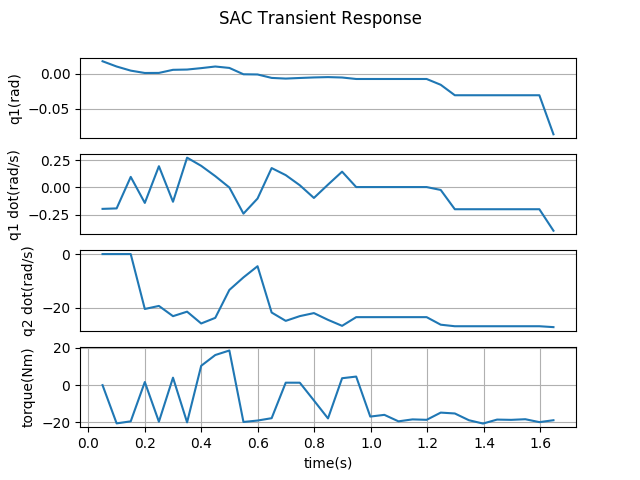 SAC Transient Response
0.00
−0.05
q1(rad)
0.25
0.00
−0.25
q1 dot(rad/s)
0
−20
q2 dot(rad/s)
20
0
−20
torque(Nm)
0.0 0.2 0.4 0.6 0.8 1.0 1.2 1.4 1.6
time(s)